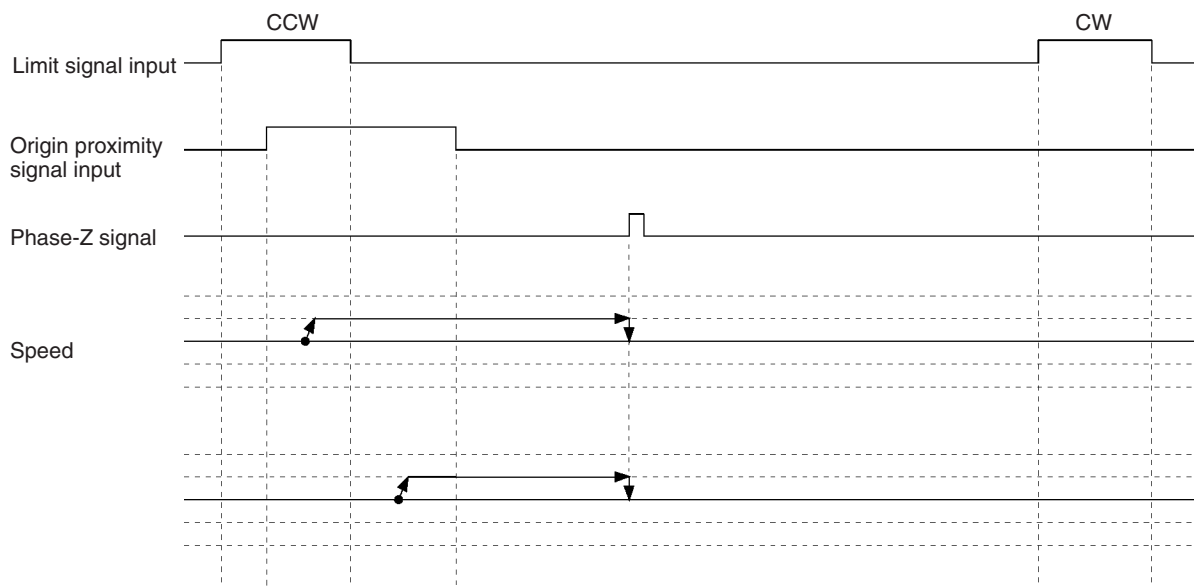 CCW
CW
Limit signal input
Origin proximity
signal input
Phase-Z signal
Speed